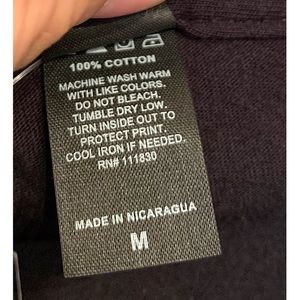 100% COTTON
MACHINE WASH WARM
WITH LIKE COLORS.
DO NOT BLEACH.
TUMBLE DRY LOW.
TURN INSIDE OUT TO
PROTECT PRINT.
COOL IRON IF NEEDED.
RN# 111830
MADE IN NICARAGUA
M